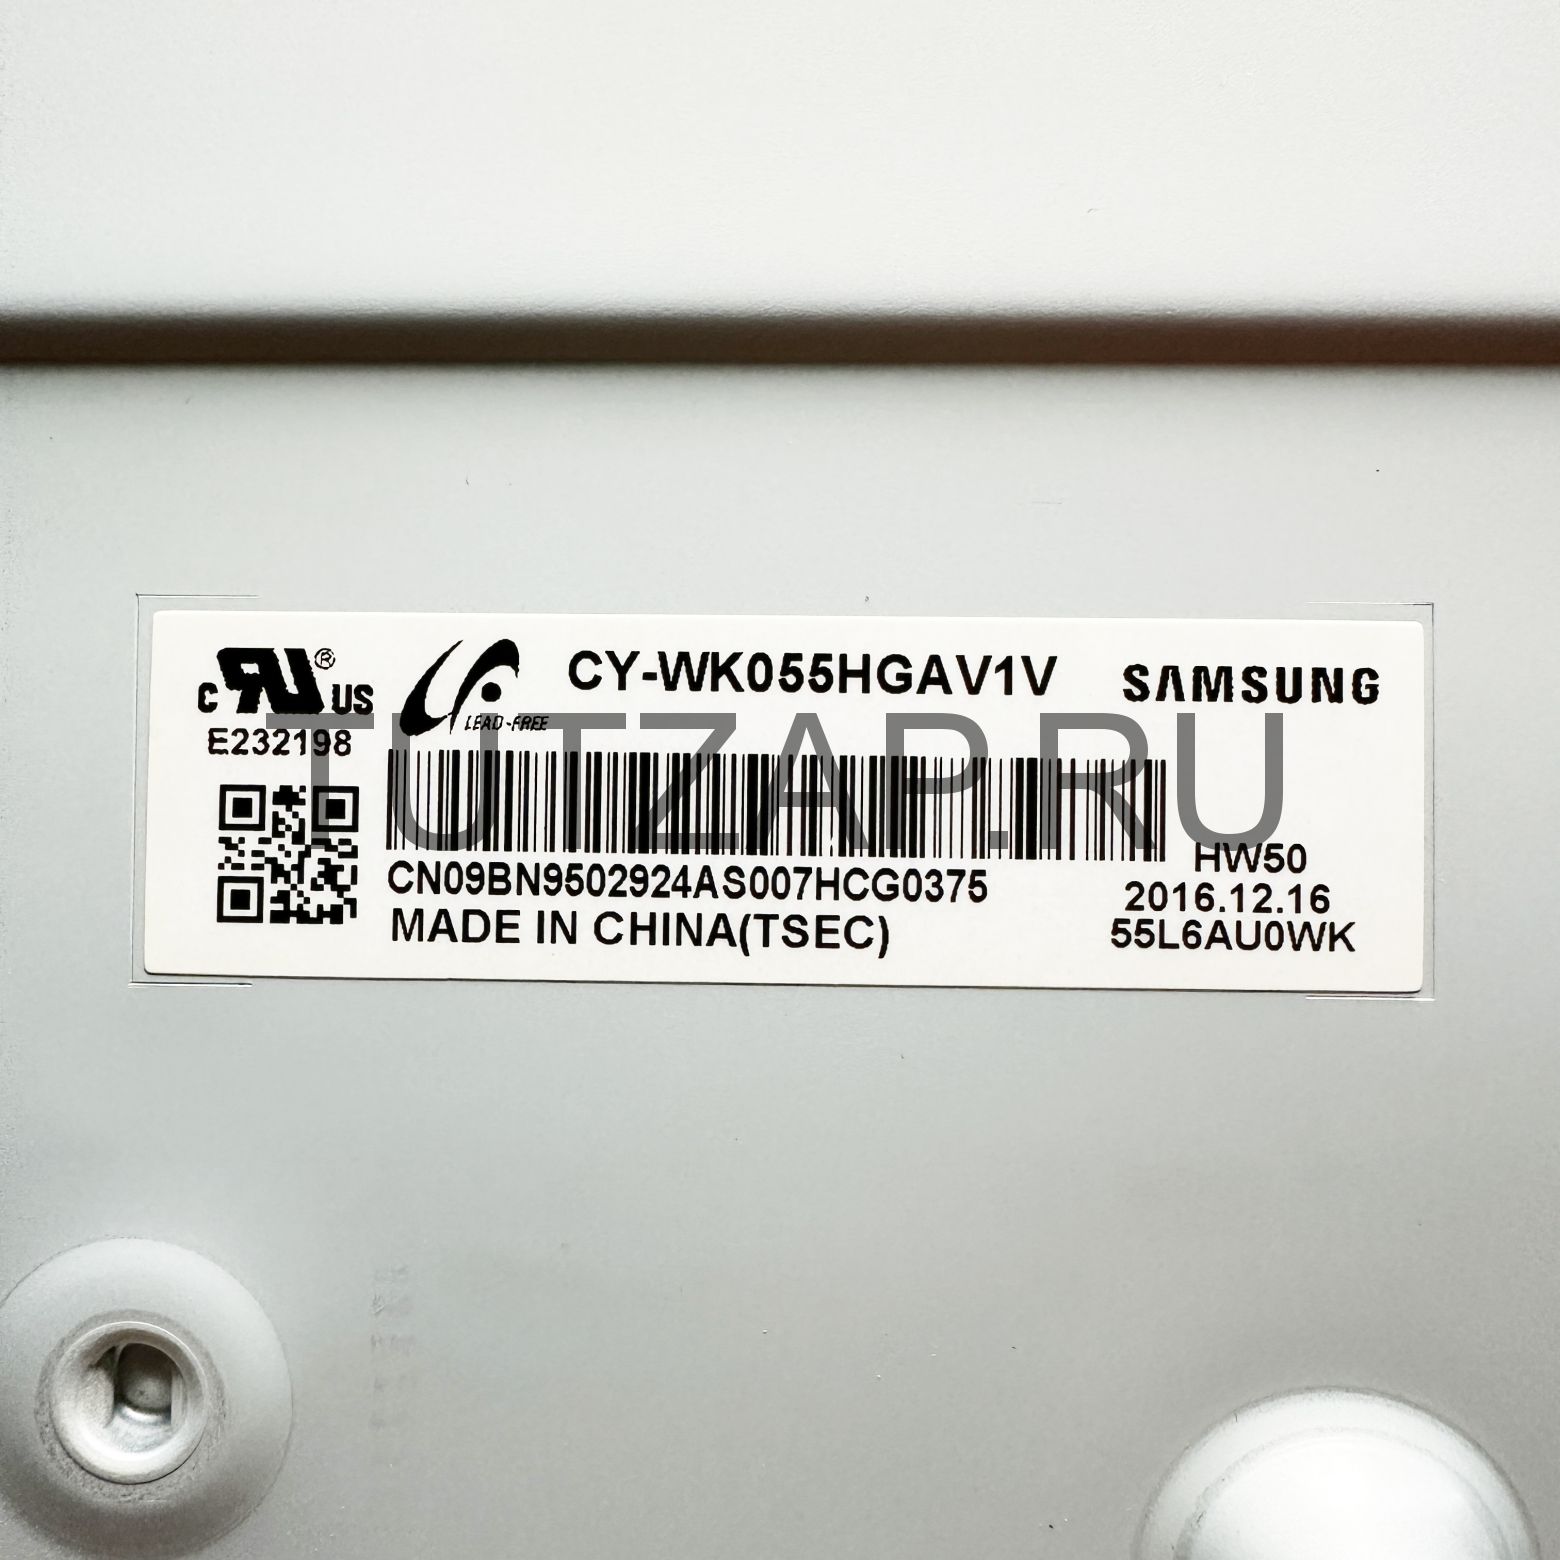 CY-WK055HGAV1V
SAMSUNG
c RU ® US
LEAD-FREE
E232198
TUTZAP.RU
HW50
CN09BN9502924AS007HCG0375
2016.12.16
MADE IN CHINA(TSEC)
55L6AU0WK